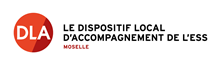 DLA
LE DISPOSITIF LOCAL
D'ACCOMPAGNEMENT DE L'ESS
MOSELLE